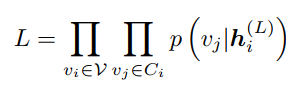 L = ∏_{v_i∈𝒱} ∏_{v_j∈C_i} p(v_j|𝒉_i^{(L)})